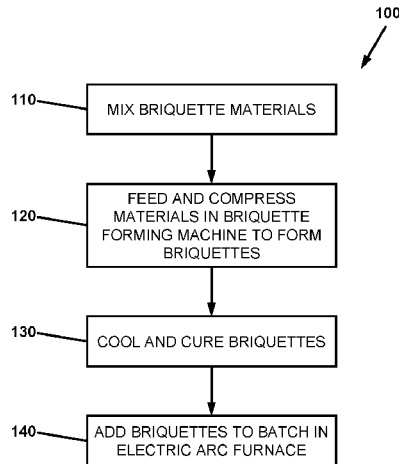 100
110
MIX BRIQUETTE MATERIALS
120
FEED AND COMPRESS
MATERIALS IN BRIQUETTE
FORMING MACHINE TO FORM
BRIQUETTES
130
COOL AND CURE BRIQUETTES
140
ADD BRIQUETTES TO BATCH IN
ELECTRIC ARC FURNACE